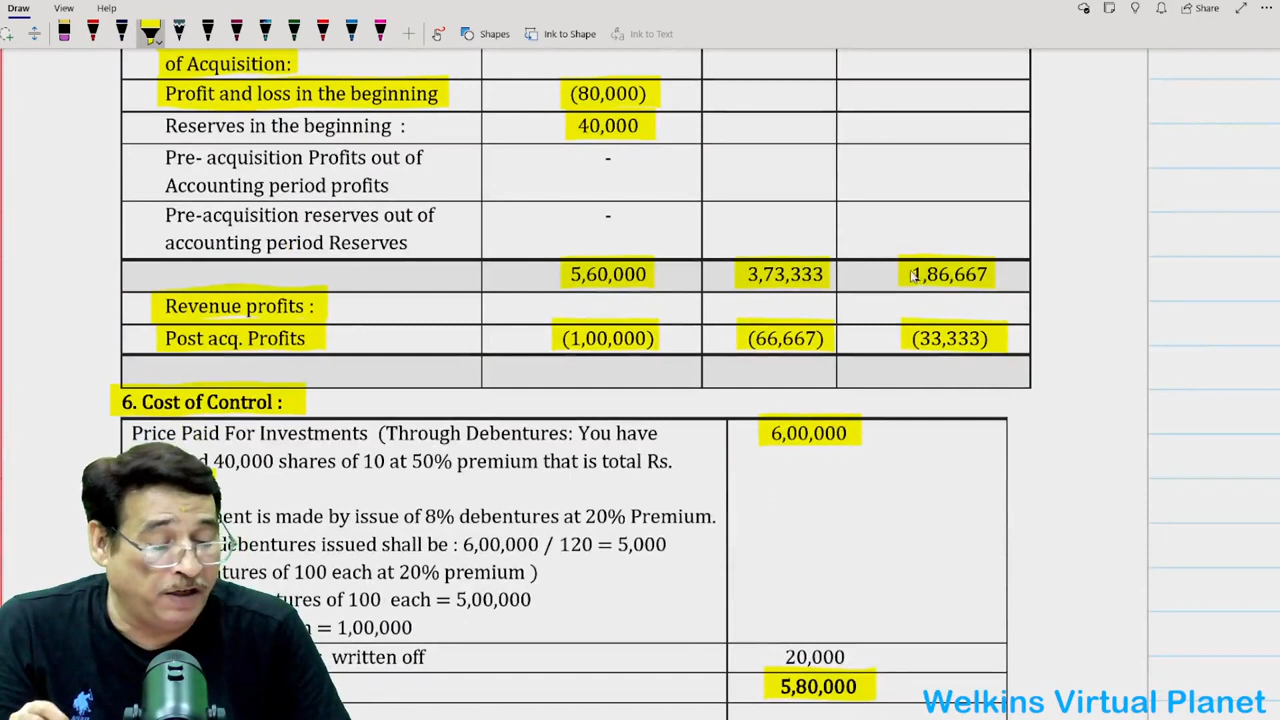 Draw View Help
Shapes Ink to Shape Ink to Text Share
of Acquisition:
Profit and loss in the beginning (80,000)
Reserves in the beginning : 40,000
Pre- acquisition Profits out of -
Accounting period profits
Pre-acquisition reserves out of -
accounting period Reserves
5,60,000 3,73,333 1,86,667
Revenue profits :
Post acq. Profits (1,00,000) (66,667) (33,333)
6. Cost of Control :
Price Paid For Investments (Through Debentures: You have 6,00,000
40,000 shares of 10 at 50% premium that is total Rs.
is made by issue of 8% debentures at 20% Premium.
debentures issued shall be : 6,00,000 / 120 = 5,000
of 100 each at 20% premium )
of 100 each = 5,00,000
= 1,00,000
written off 20,000
5,80,000
Welkins Virtual Planet